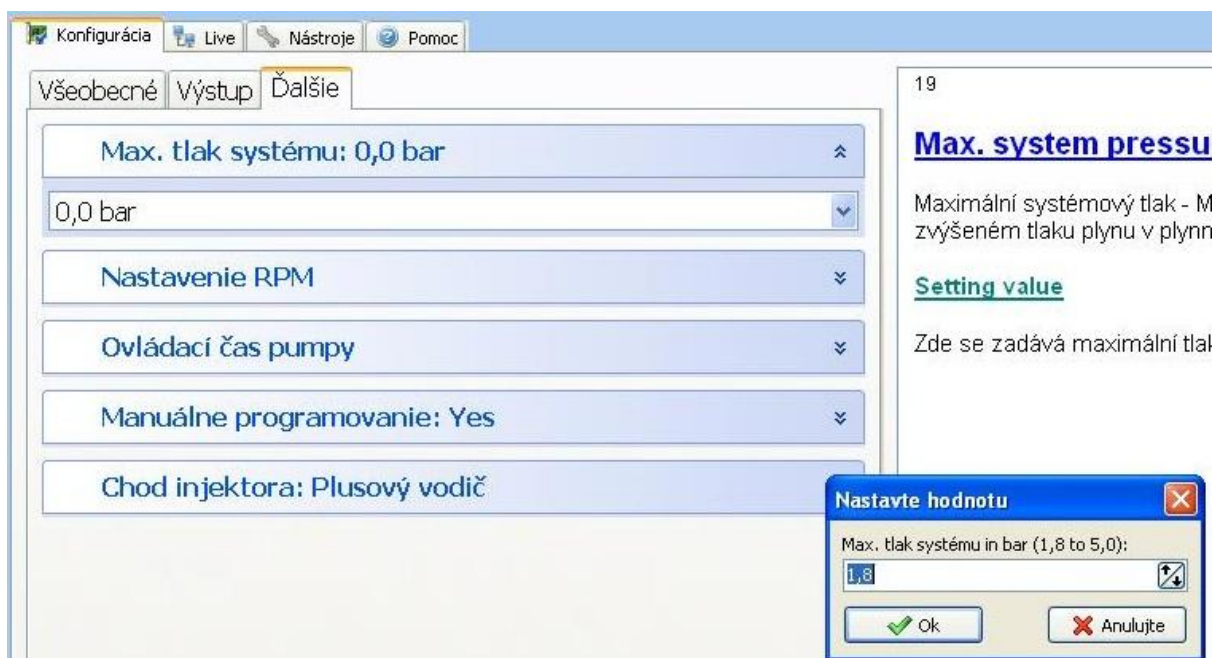 Konfigurácia Live Nástroje Pomoc
Všeobecné Výstup Ďalšie
Max. tlak systému: 0,0 bar
0,0 bar
Nastavenie RPM
Ovládací čas pumpy
Manuálne programovanie: Yes
Chod injektora: Plusový vodič
19
Max. system pressu
Maximální systémový tlak - M
zvýšeném tlaku plynu v plynn
Setting value
Zde se zadává maximální tlak
Nastavte hodnotu
Max. tlak systému in bar (1,8 to 5,0):
1,8
Ok Anulujte